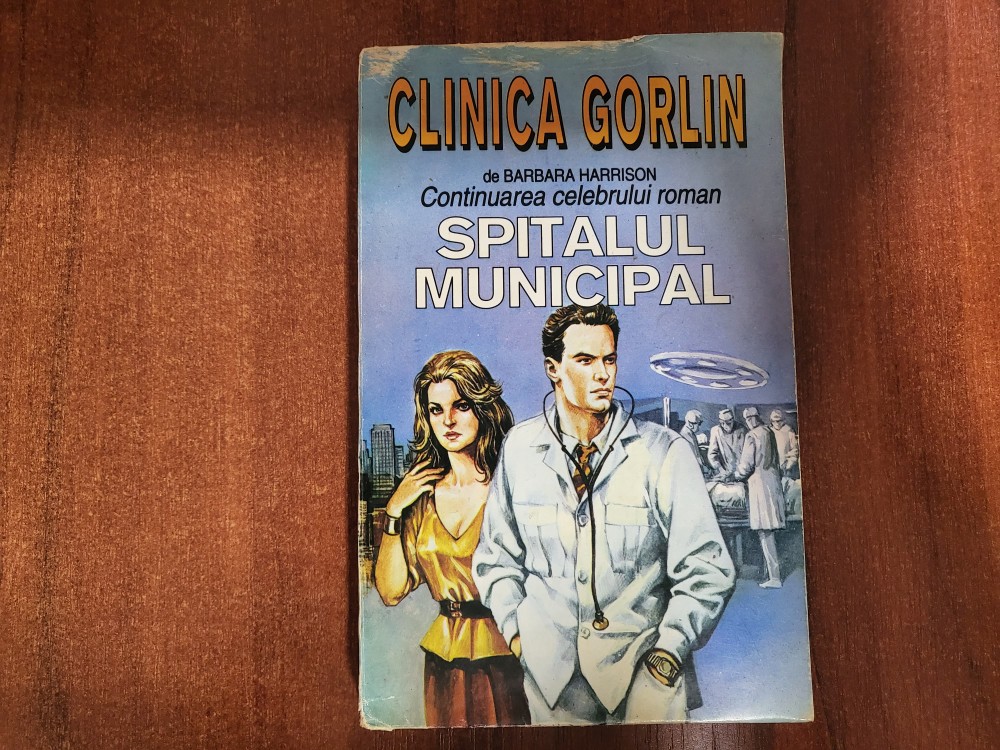 CLINICA GORLIN
de BARBARA HARRISON
Continuarea celebrului roman
SPITALUL
MUNICIPAL